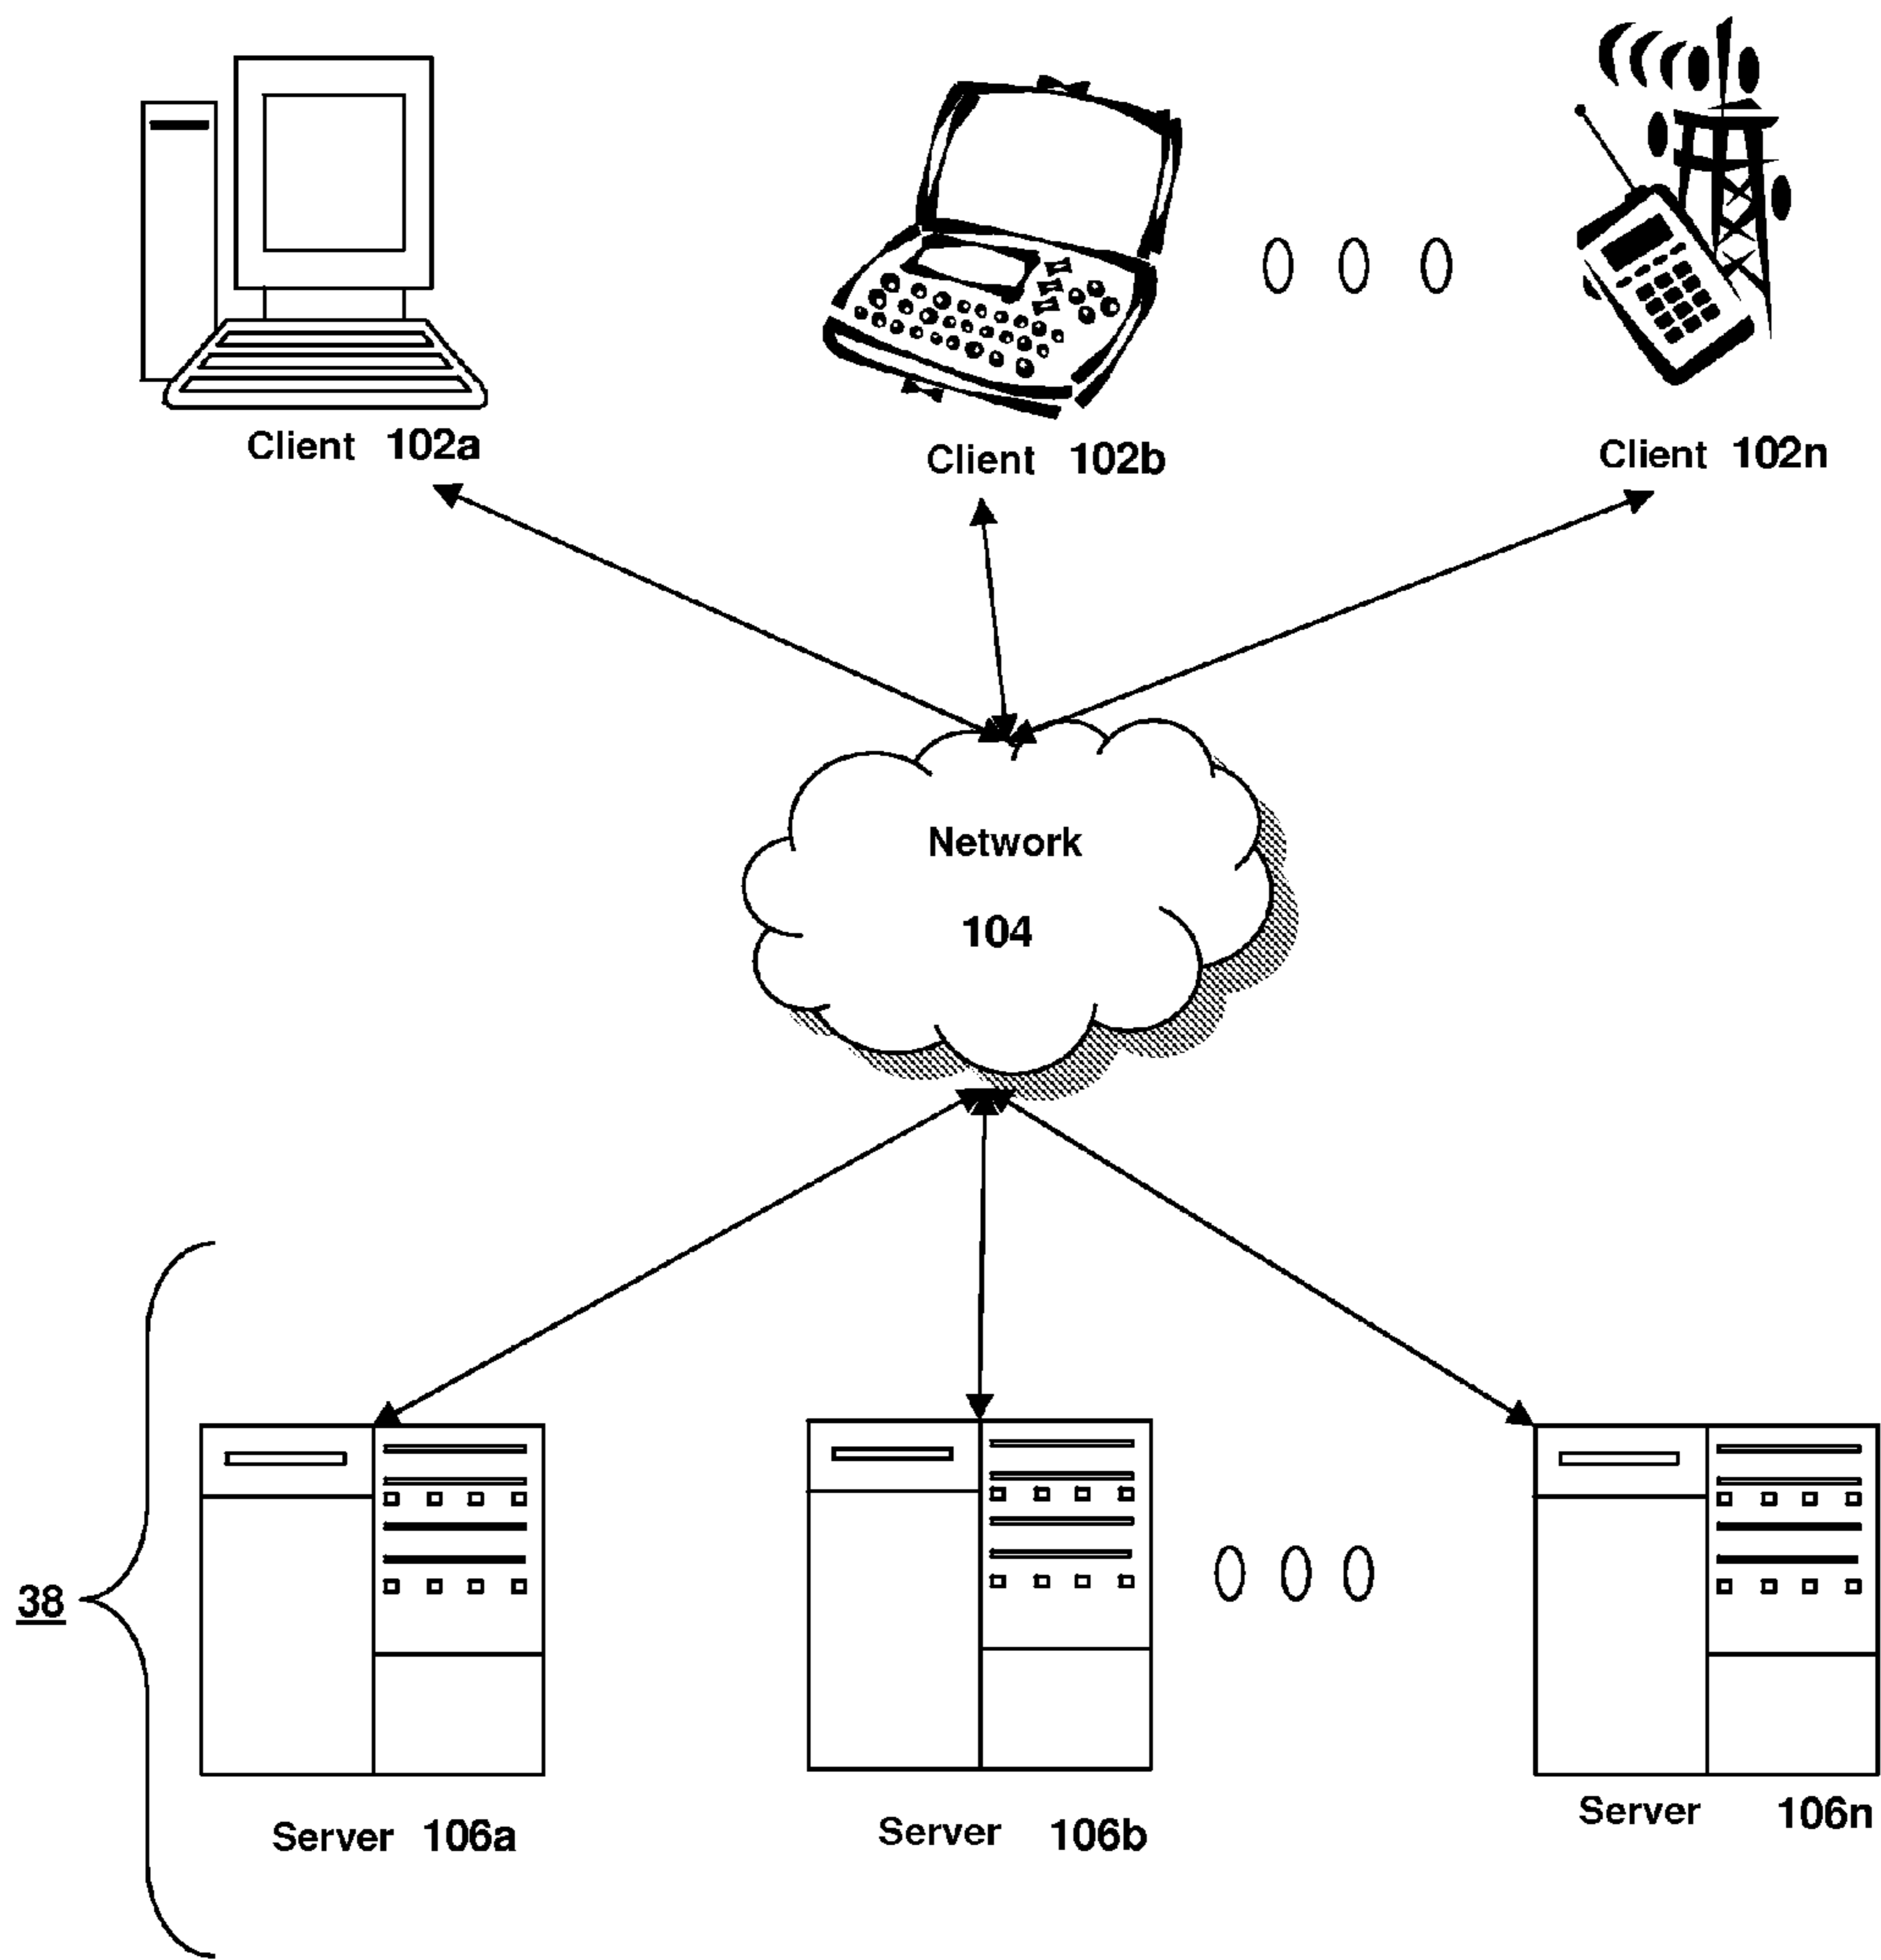 Client 102a
Client 102b
Client 102n
Network
104
38
Server 106a
Server 106b
Server 106n